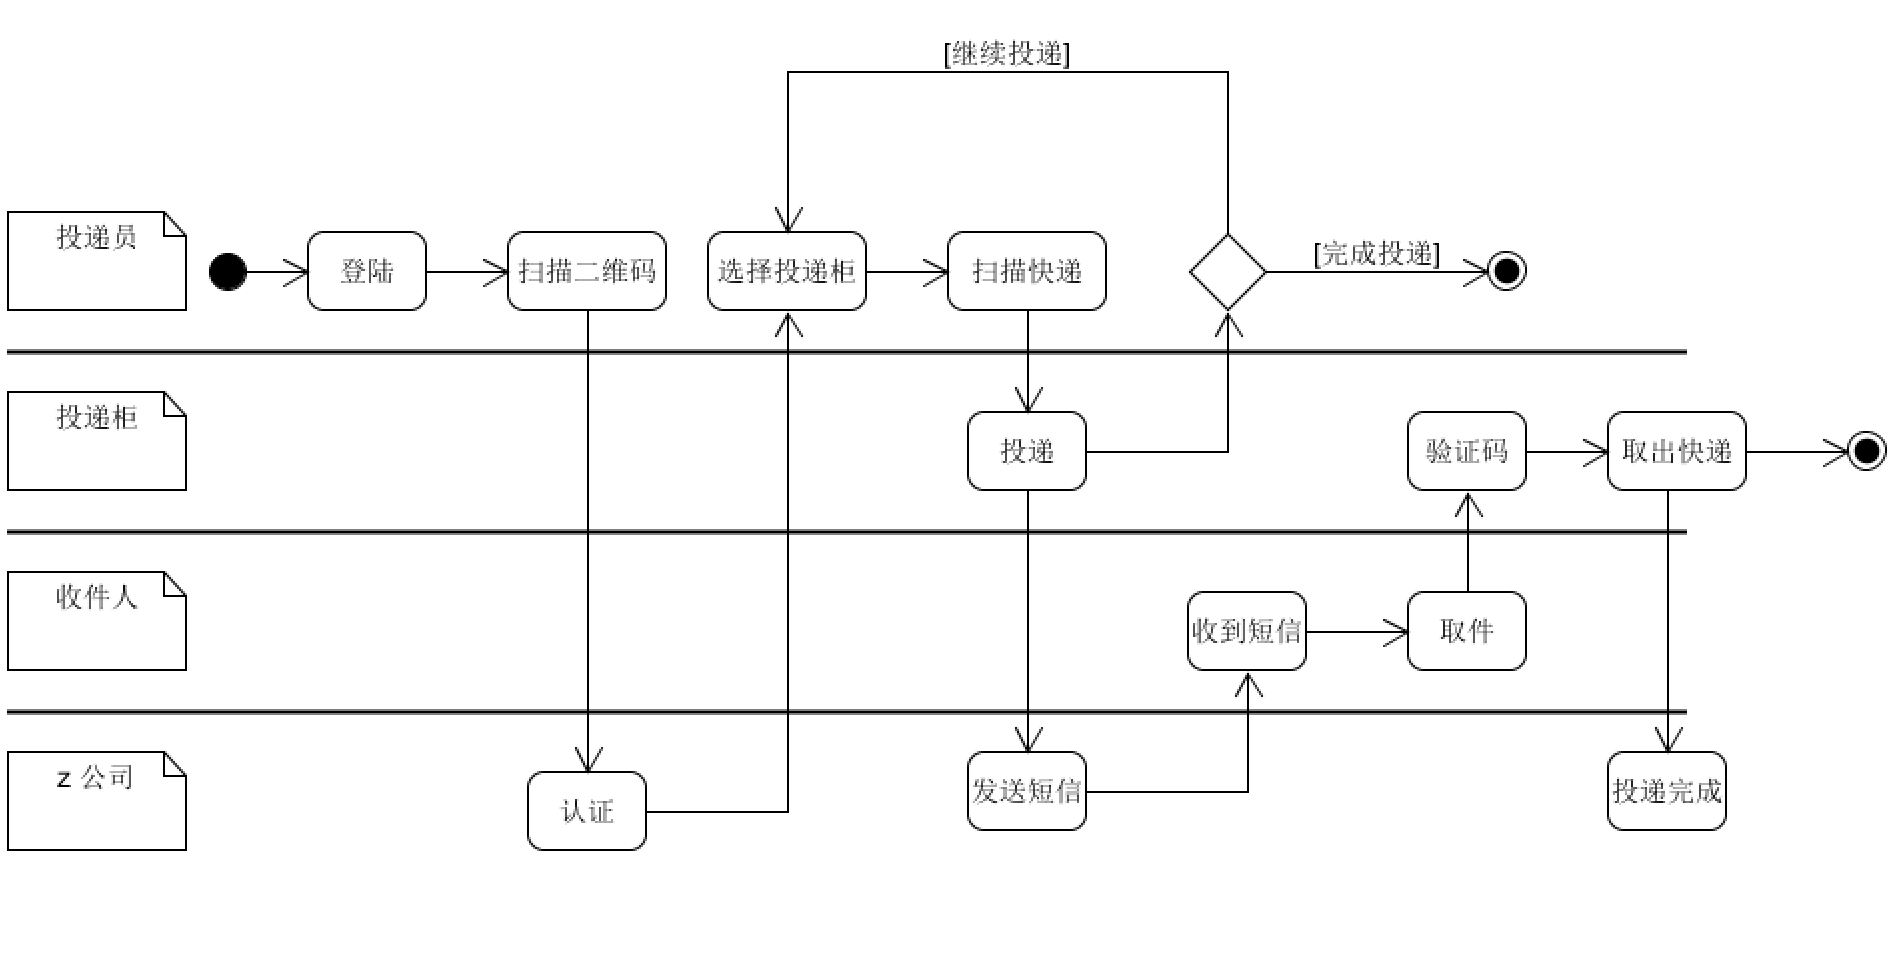 [继续投递]
投递员
登陆
扫描二维码
选择投递柜
扫描快递
[完成投递]
投递柜
投递
验证码
取出快递
收件人
收到短信
取件
z 公司
认证
发送短信
投递完成